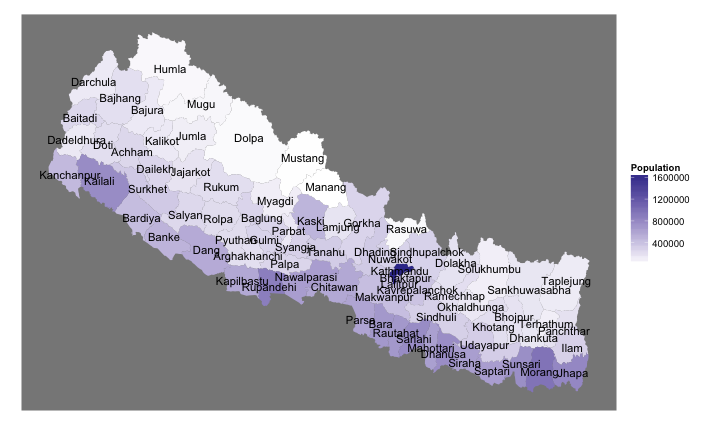 Humla
Darchula
Bajhang
Mugu
Bajura
Baitadi
Jumla
Dolpa
Dadeldhura
Doti
Kalikot
Achham
Mustang
Dailekh
Jajarkot
Kanchanpur
Kailali
Surkhet
Rukum
Manang
Myagdi
Bardiya
Salyan
Rolpa
Baglung
Kaski
Lamjung
Gorkha
Parbat
Rasuwa
Banke
Pyuthan
Gulmi
Syangja
Tanahu
Dhading
Sindhupalchok
Dang
Arghakhanchi
Nuwakot
Dolakha
Palpa
Kathmandu
Solukhumbu
Bhaktapur
Kapilbastu
Nawalparasi
Lalitpur
Taplejung
Rupandehi
Chitawan
Kavrepalanchok
Sankhuwasabha
Makwanpur
Ramechhap
Okhaldhunga
Parsa
Bara
Sindhuli
Bhojpur
Terhathum
Khotang
Panchthar
Rautahat
Sarlahi
Dhankuta
Mahottari
Udayapur
Ilam
Dhanusa
Siraha
Sunsari
Saptari
Morang
Jhapa
Population
1600000
1200000
800000
400000